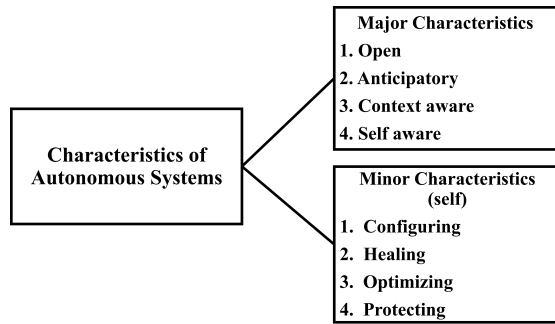 Characteristics of
Autonomous Systems
Major Characteristics
1. Open
2. Anticipatory
3. Context aware
4. Self aware
Minor Characteristics
(self)
1. Configuring
2. Healing
3. Optimizing
4. Protecting